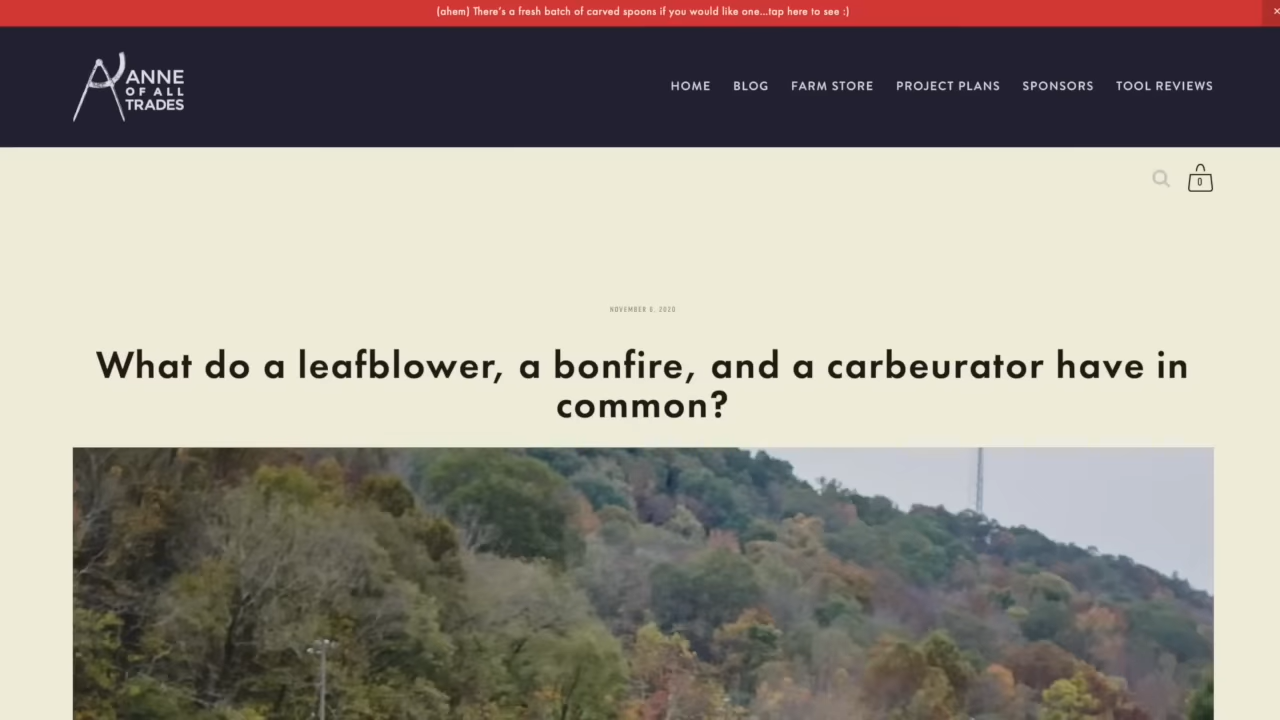 (ahem) There's a fresh batch of carved spoons if you would like one...tap here to see :)
×
ANNE
OF ALL
TRADES
HOME BLOG FARM STORE PROJECT PLANS SPONSORS TOOL REVIEWS
0
NOVEMBER 6, 2020
What do a leafblower, a bonfire, and a carbeurator have in
common?